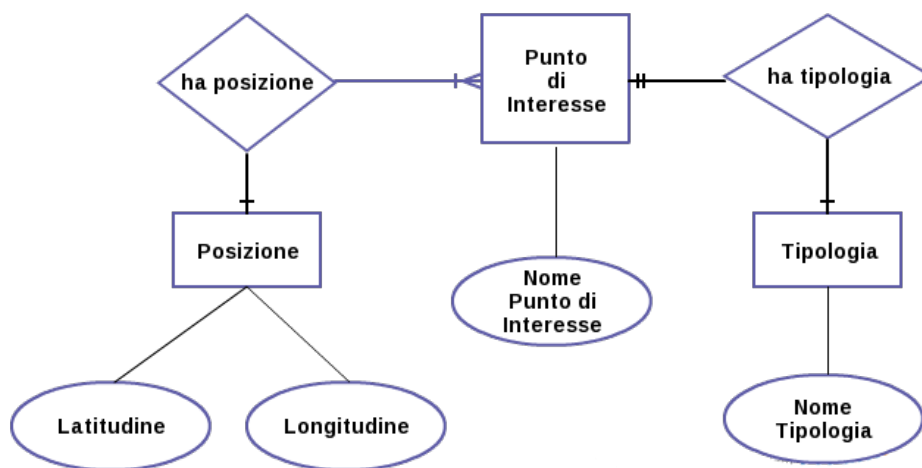 ha posizione
Punto
di
Interesse
ha tipologia
Posizione
Tipologia
Nome
Punto di
Interesse
Latitudine
Longitudine
Nome
Tipologia